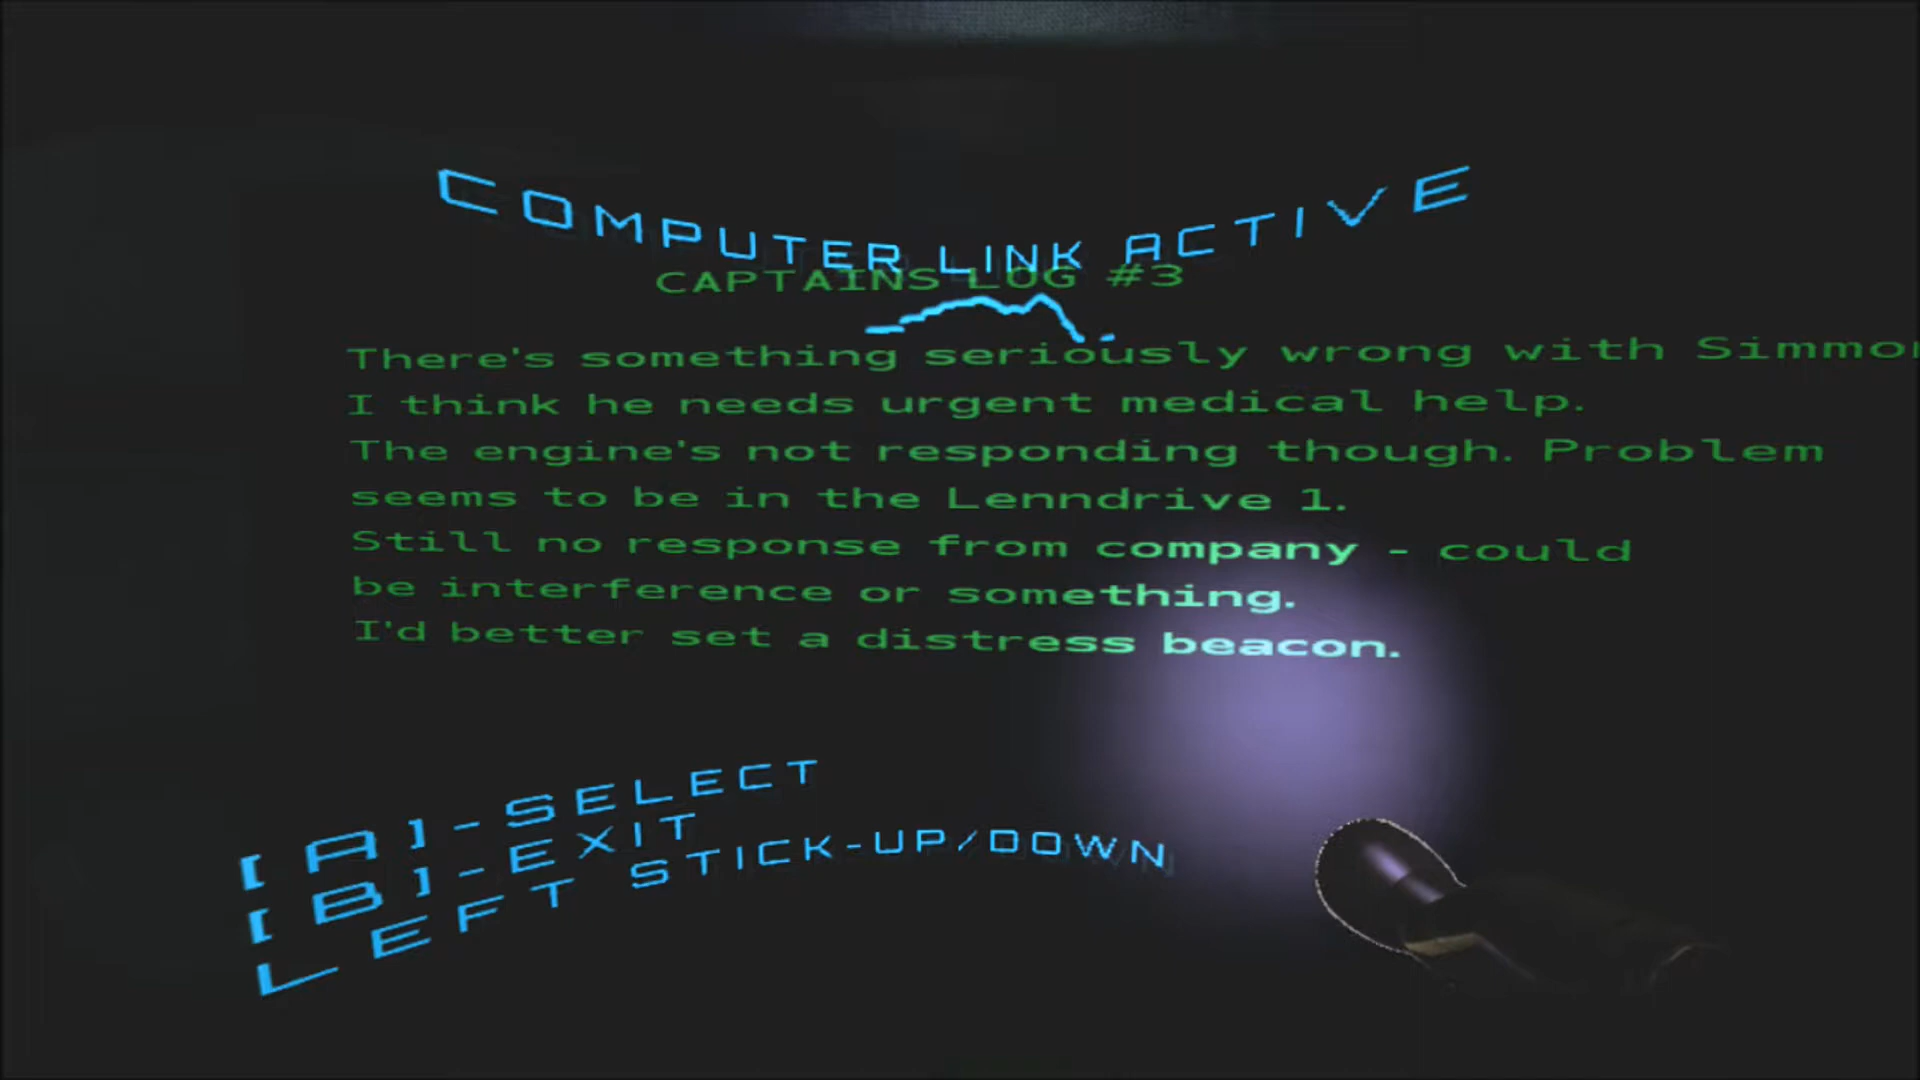 COMPUTER LINK ACTIVE
CAPTAINS LOG #3
There's something seriously wrong with
I think he needs urgent medical help.
The engine's not responding though. Problem
seems to be in the Lenndrive 1.
Still no response from company - could
be interference or something.
I'd better set a distress beacon.
[A]-SELECT
[B]-EXIT
LEFT STICK-UP/DOWN